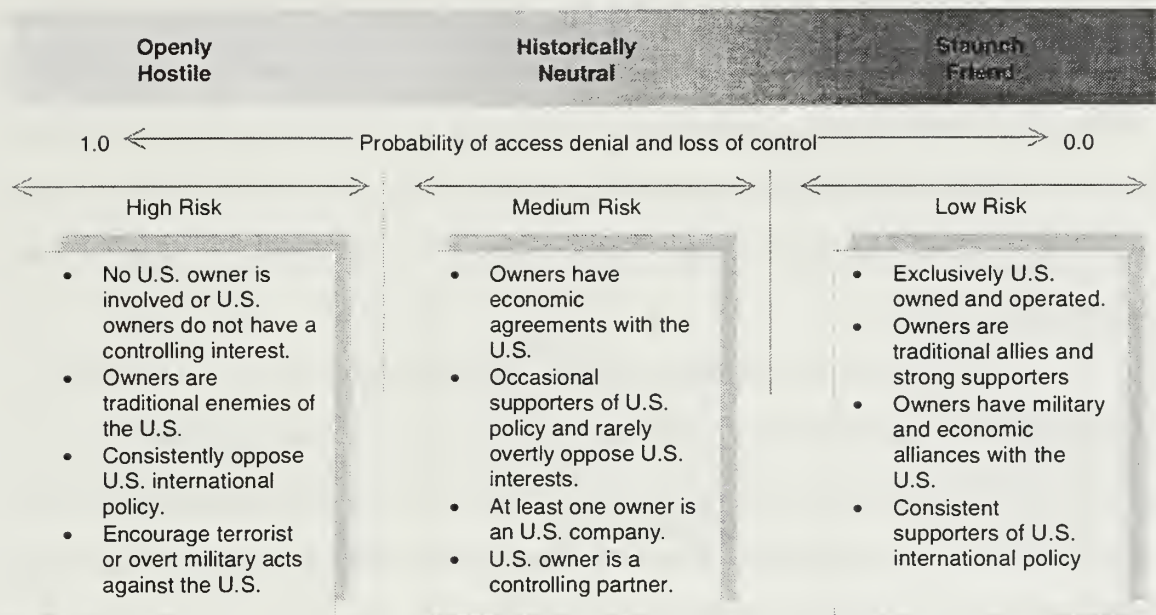 Openly
Hostile
Historically
Neutral
Staunch
Friend
1.0
Probability of access denial and loss of control
0.0
High Risk
Medium Risk
Low Risk
• No U.S. owner is
involved or U.S.
owners do not have a
controlling interest.
• Owners are
traditional enemies of
the U.S.
• Consistently oppose
U.S. international
policy.
• Encourage terrorist
or overt military acts
against the U.S.
• Owners have
economic
agreements with the
U.S.
• Occasional
supporters of U.S.
policy and rarely
overtly oppose U.S.
interests.
• At least one owner is
an U.S. company.
• U.S. owner is a
controlling partner.
• Exclusively U.S.
owned and operated.
• Owners are
traditional allies and
strong supporters
• Owners have military
and economic
alliances with the
U.S.
• Consistent
supporters of U.S.
international policy